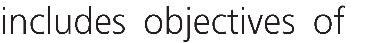 includes objectives of